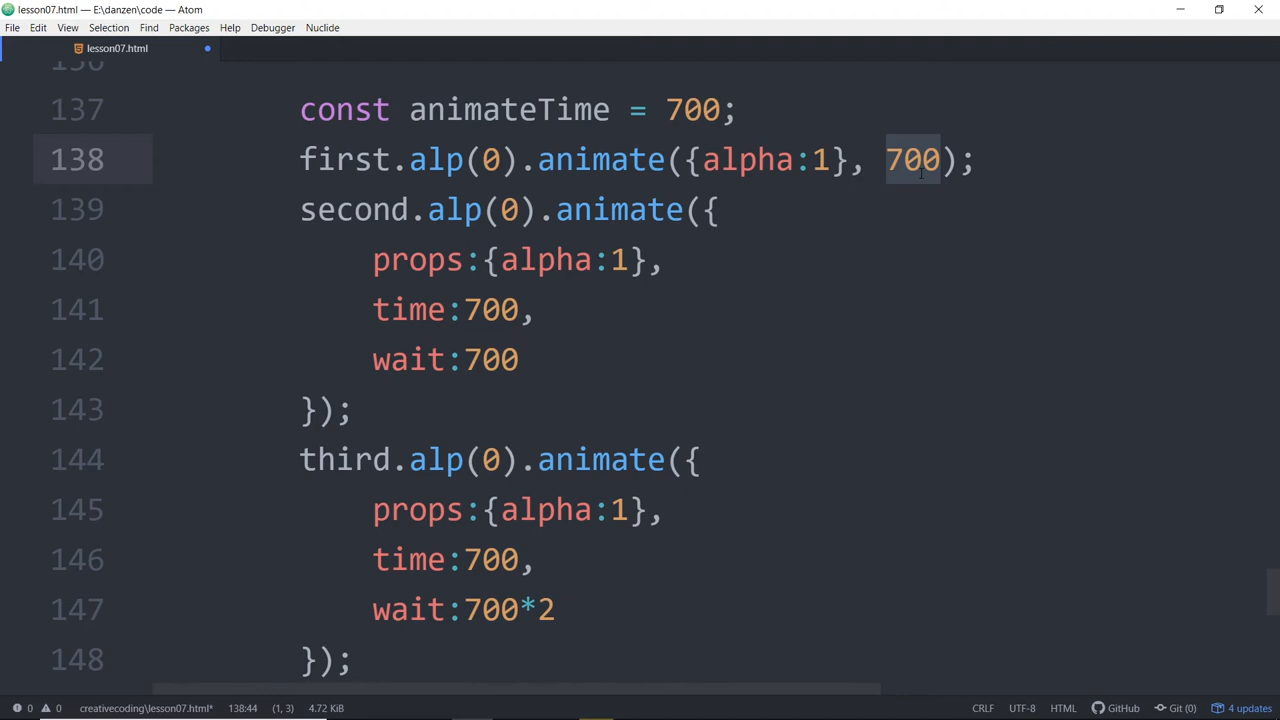 lesson07.html — E:\danzen\code — Atom
File Edit View Selection Find Packages Help Debugger Nuclide
lesson07.html
136
137 const animateTime = 700;
138 first.alp(0).animate({alpha:1}, 700);
139 second.alp(0).animate({
140 props:{alpha:1},
141 time:700,
142 wait:700
143 });
144 third.alp(0).animate({
145 props:{alpha:1},
146 time:700,
147 wait:700*2
148 });
0 0 creativecoding\lesson07.html* 138:44 (1, 3) 4.72 KiB CRLF UTF-8 HTML GitHub Git (0) 4 updates